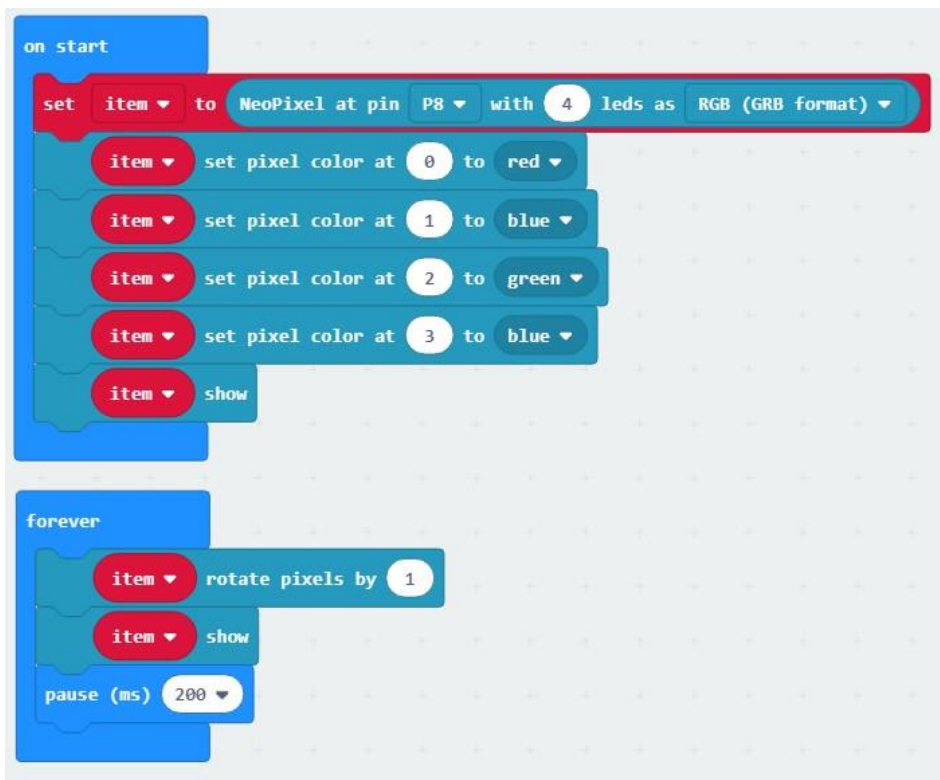 on start
set item to NeoPixel at pin P8 with 4 leds as RGB (GRB format)
item set pixel color at 0 to red
item set pixel color at 1 to blue
item set pixel color at 2 to green
item set pixel color at 3 to blue
item show
forever
item rotate pixels by 1
item show
pause (ms) 200